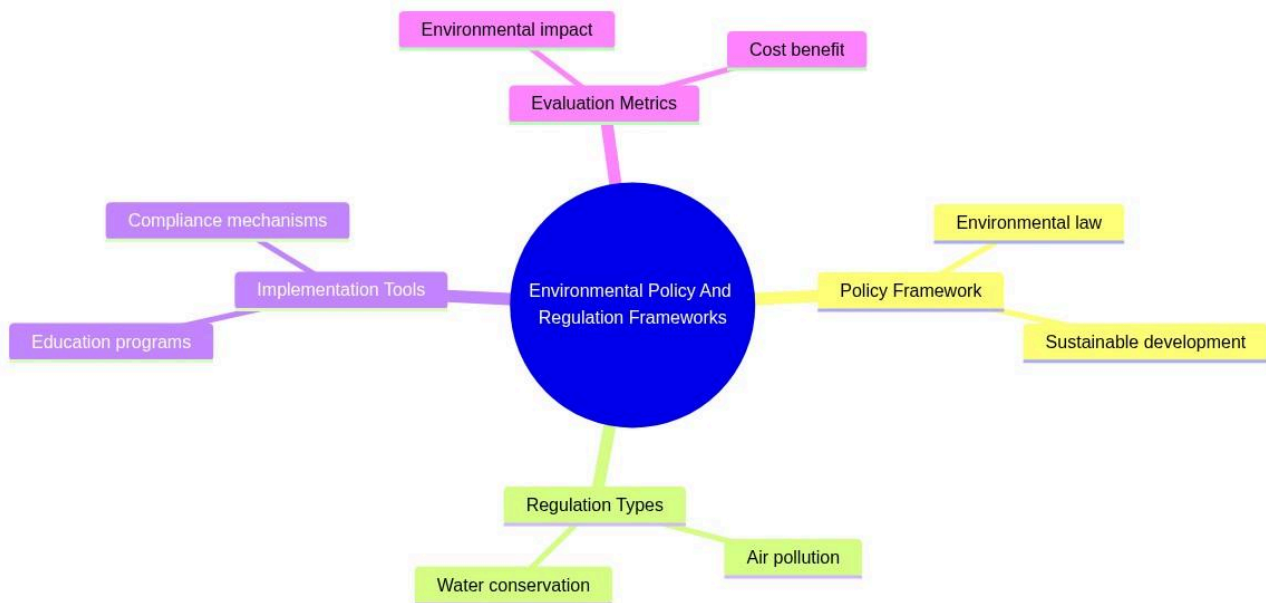 Environmental impact
Cost benefit
Evaluation Metrics
Compliance mechanisms
Implementation Tools
Education programs
Environmental Policy And
Regulation Frameworks
Environmental law
Policy Framework
Sustainable development
Regulation Types
Air pollution
Water conservation